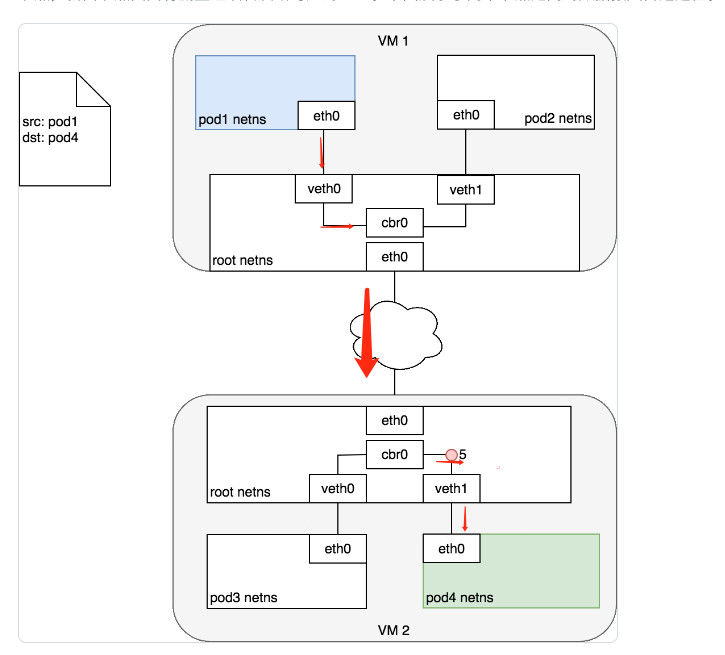 VM 1
src: pod1
dst: pod4
eth0
pod1 netns
eth0
pod2 netns
veth0
veth1
cbr0
eth0
root netns
eth0
cbr0
5
root netns
veth0
veth1
eth0
eth0
pod3 netns
pod4 netns
VM 2